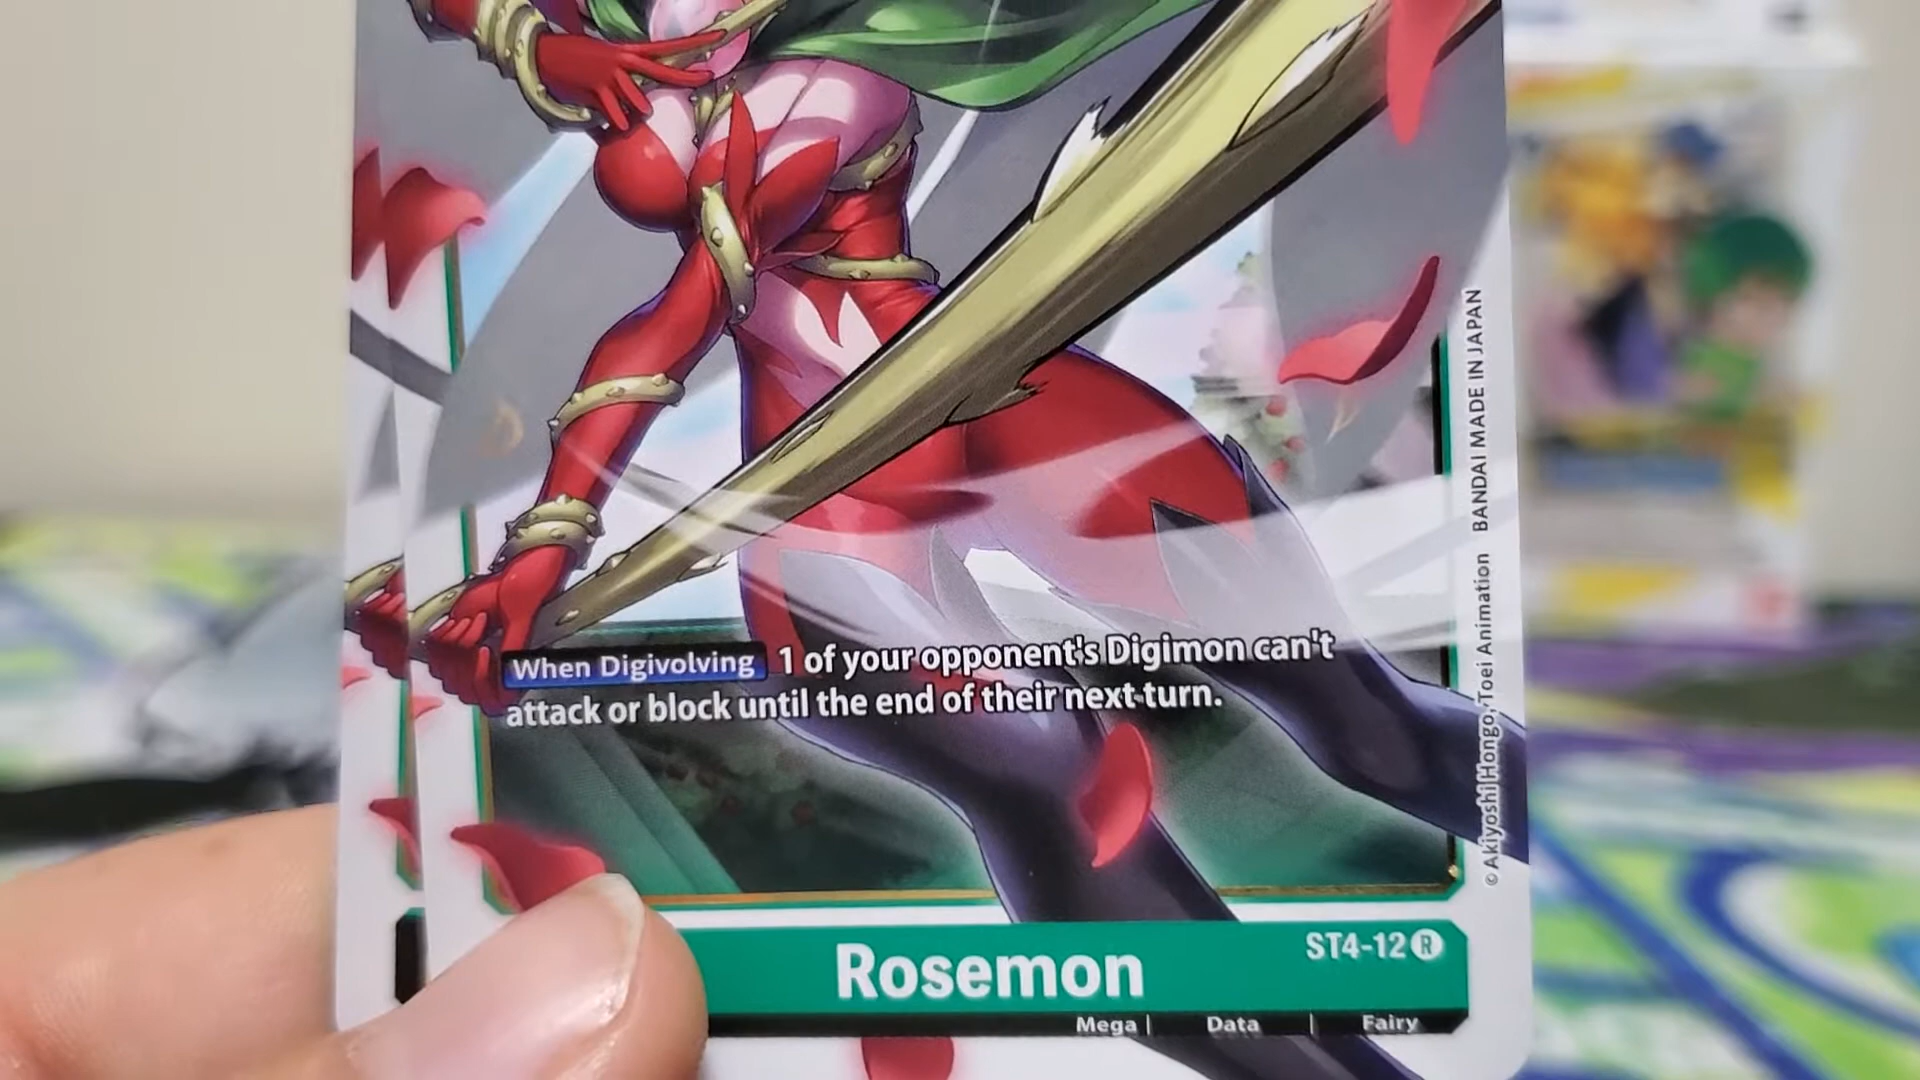 When Digivolving 1 of your opponent's Digimon can't
attack or block until the end of their next turn.
© Akiyoshi Hongo, Toei Animation BANDAI MADE IN JAPAN
ST4-12 R
Rosemon
Mega | Data | Fairy